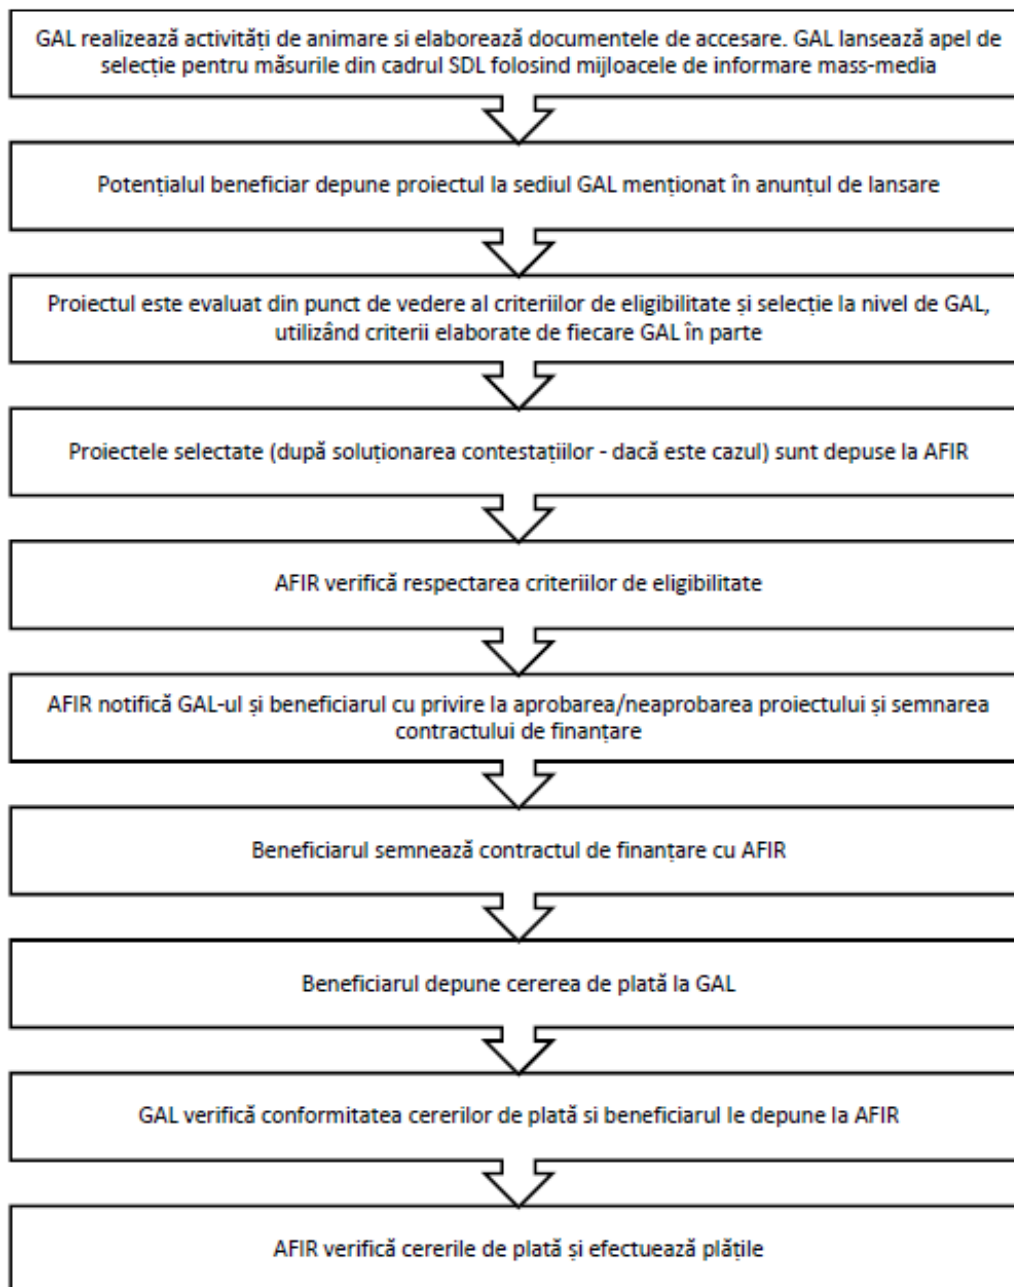 GAL realizează activități de animare si elaborează documentele de accesare. GAL lansează apel de
selecție pentru măsurile din cadrul SDL folosind mijloacele de informare mass-media
Potențialul beneficiar depune proiectul la sediul GAL menționat în anunțul de lansare
Proiectul este evaluat din punct de vedere al criteriilor de eligibilitate și selecție la nivel de GAL,
utilizând criterii elaborate de fiecare GAL în parte
Proiectele selectate (după soluționarea contestațiilor - dacă este cazul) sunt depuse la AFIR
AFIR verifică respectarea criteriilor de eligibilitate
AFIR notifică GAL-ul și beneficiarul cu privire la aprobarea/neaprobarea proiectului și semnarea
contractului de finanțare
Beneficiarul semnează contractul de finanțare cu AFIR
Beneficiarul depune cererea de plată la GAL
GAL verifică conformitatea cererilor de plată si beneficiarul le depune la AFIR
AFIR verifică cererile de plată și efectuează plățile